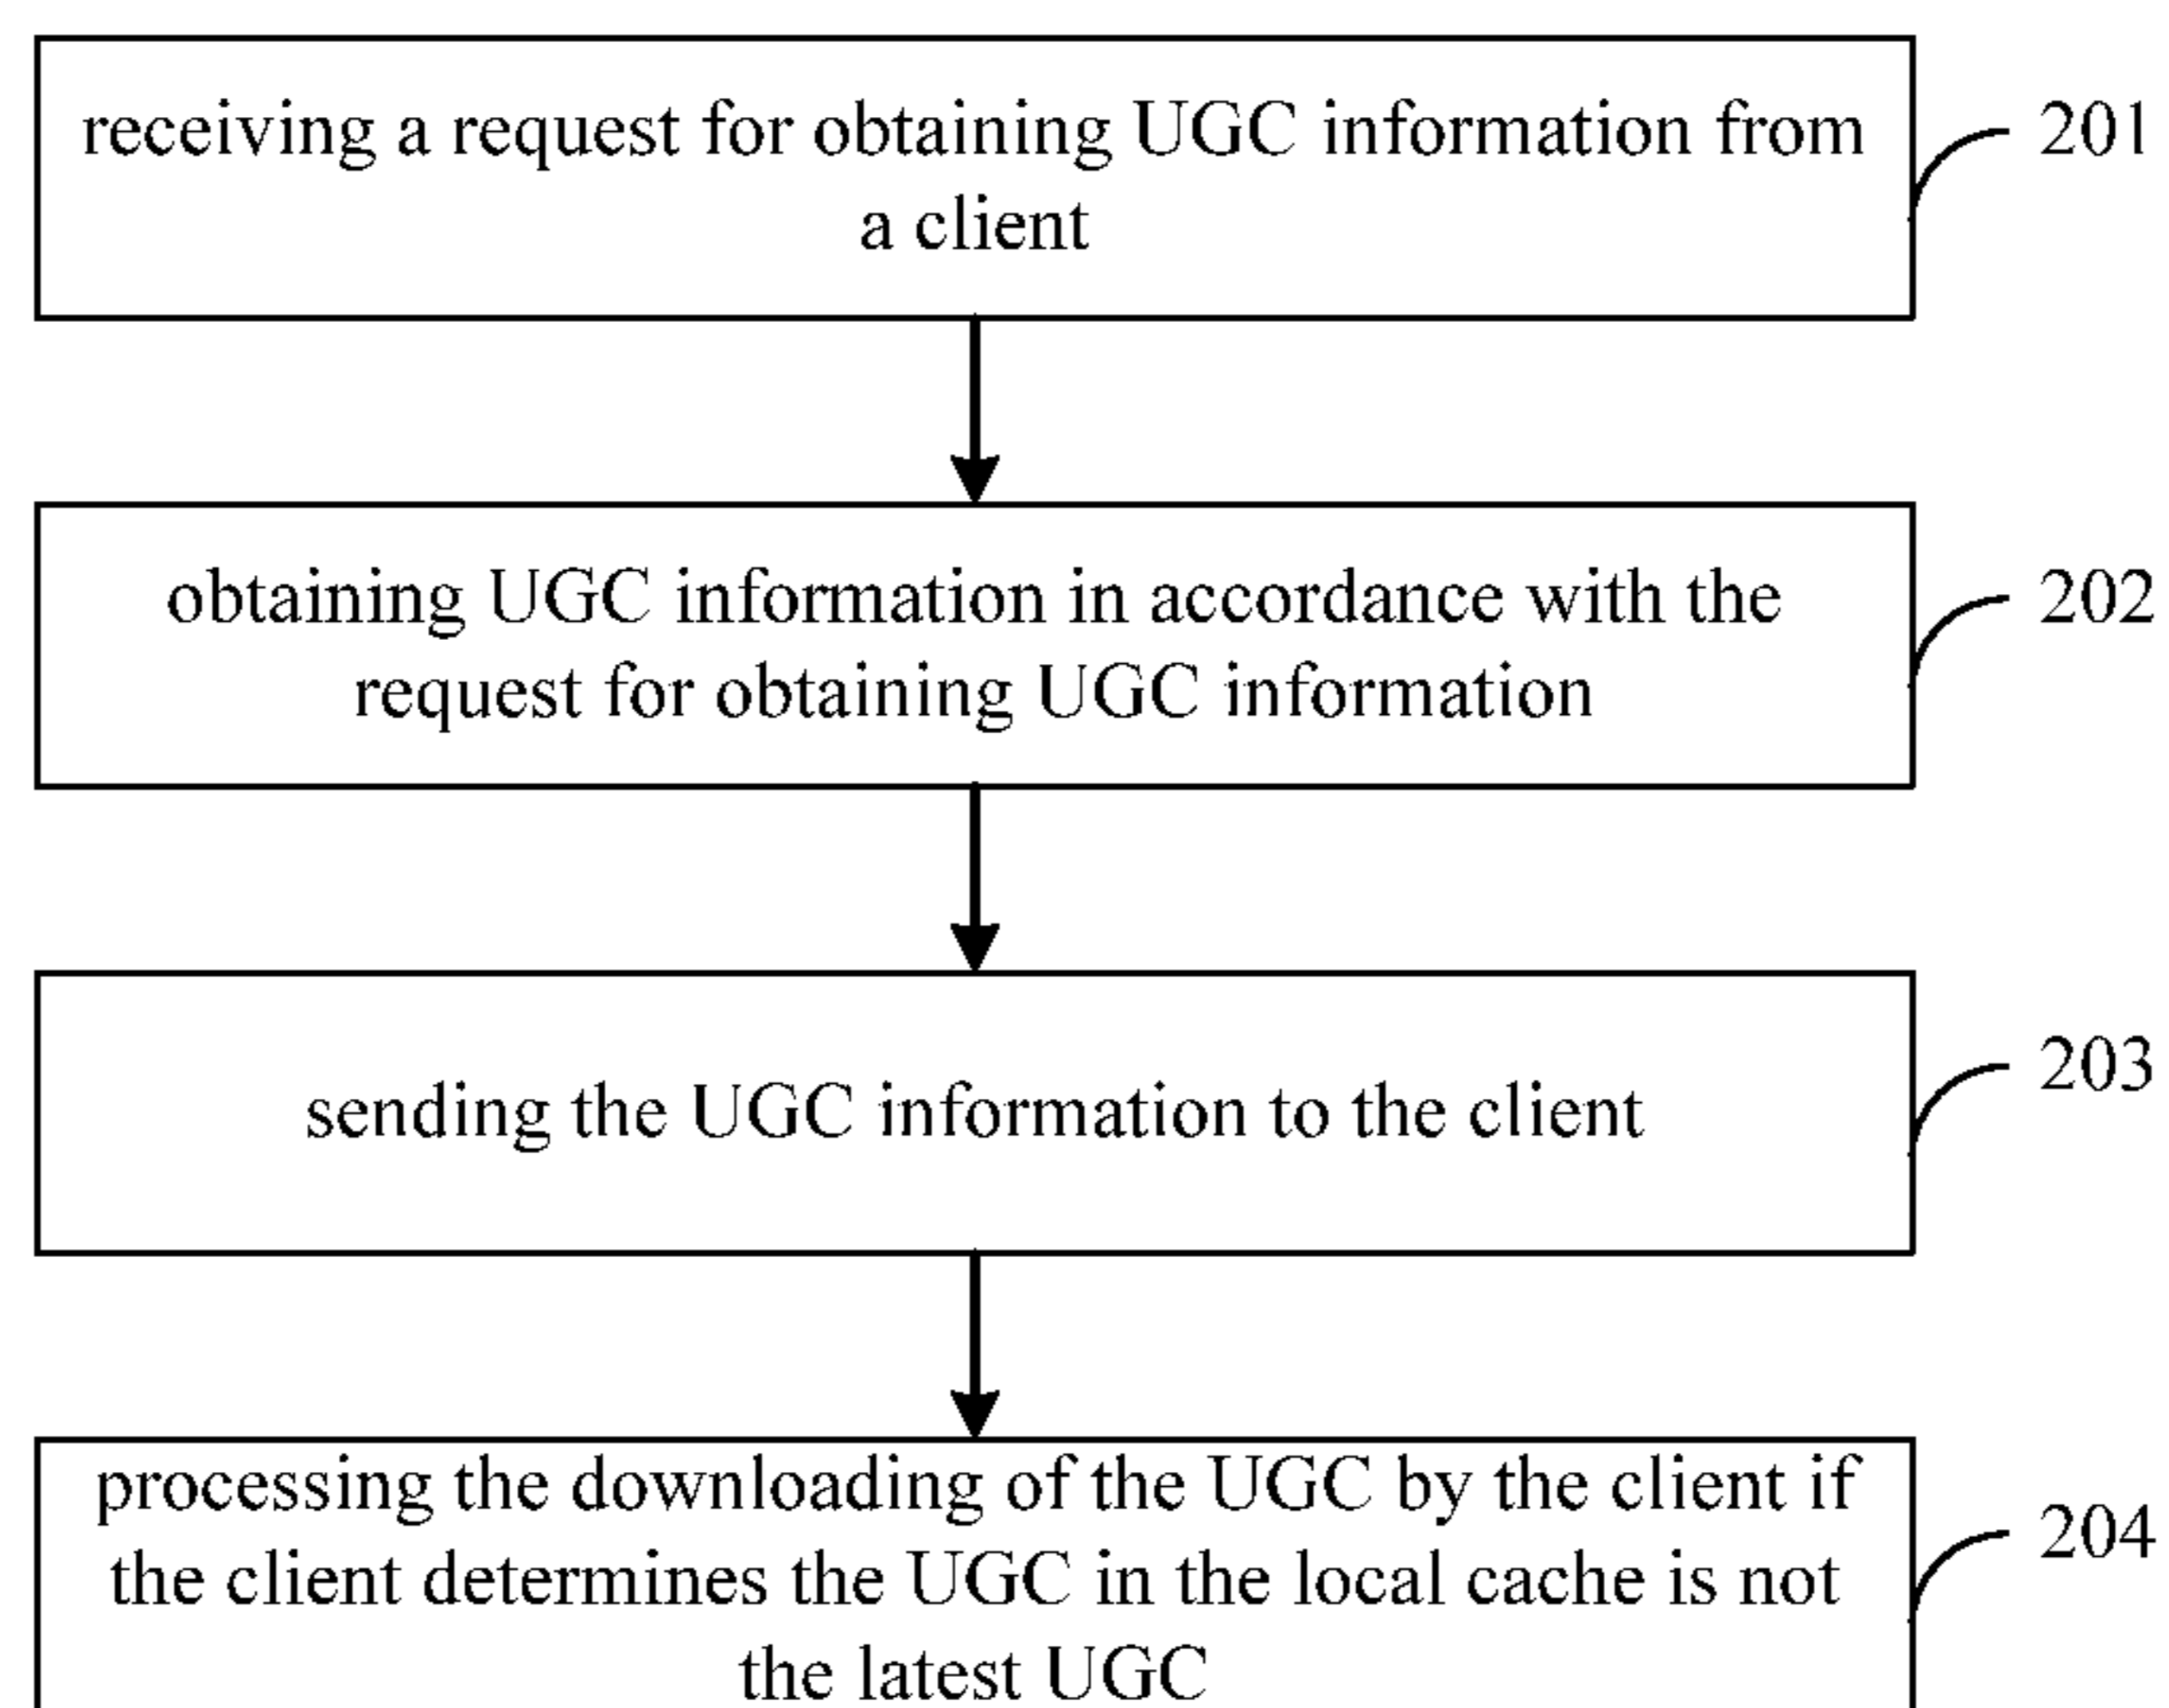 receiving a request for obtaining UGC information from
a client
201
obtaining UGC information in accordance with the
request for obtaining UGC information
202
sending the UGC information to the client
203
processing the downloading of the UGC by the client if
the client determines the UGC in the local cache is not
the latest UGC
204